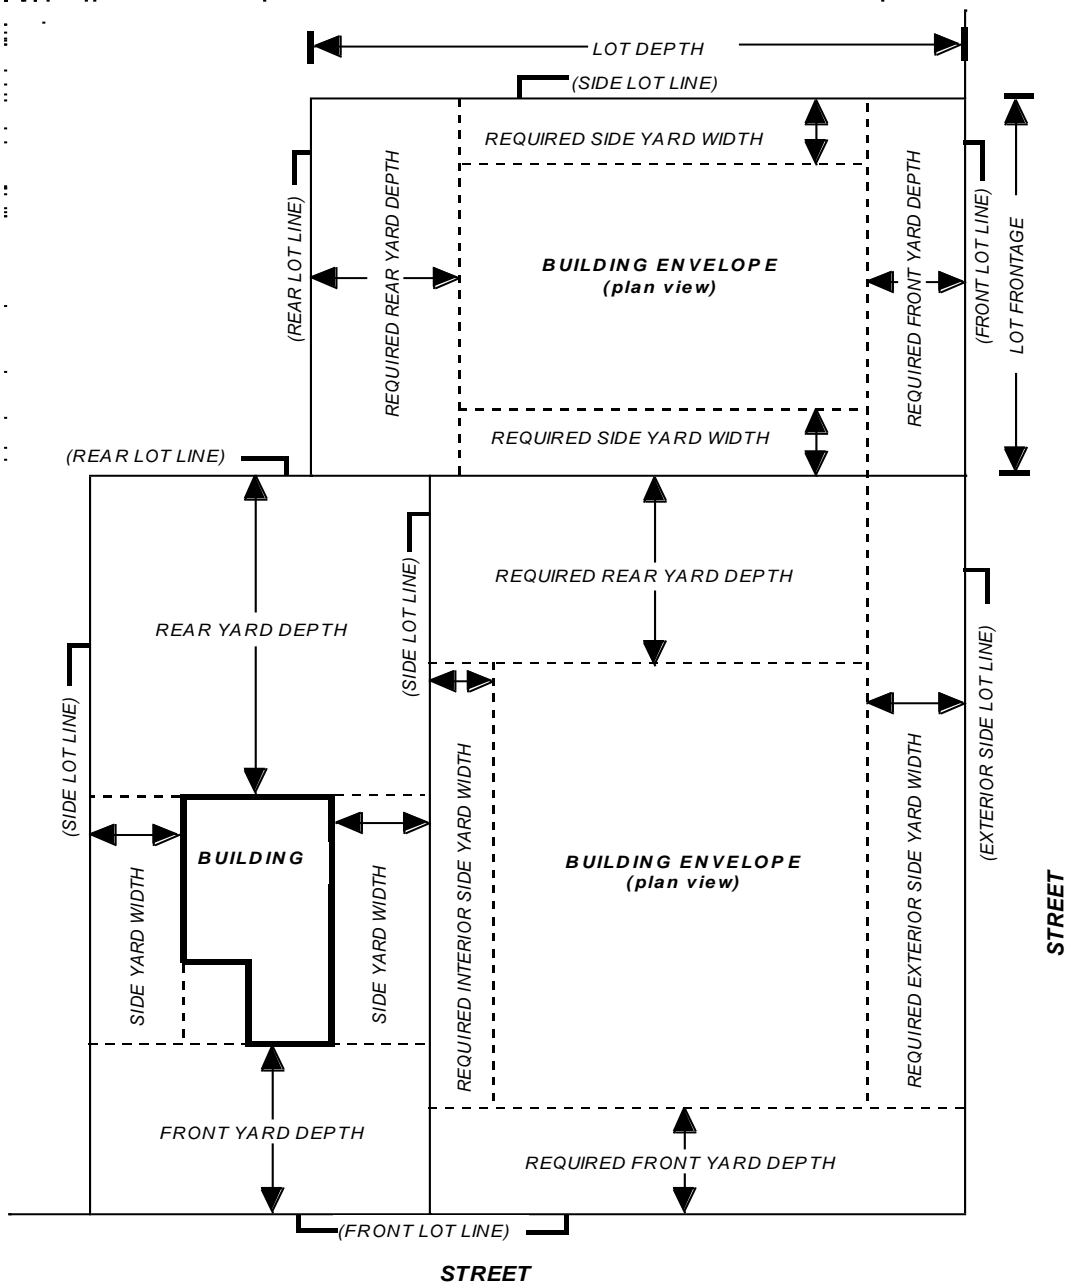 LOT DEPTH
(SIDE LOT LINE)
REQUIRED SIDE YARD WIDTH
(REAR LOT LINE)
REQUIRED REAR YARD DEPTH
BUILDING ENVELOPE
(plan view)
REQUIRED FRONT YARD DEPTH
(FRONT LOT LINE)
LOT FRONTAGE
REQUIRED SIDE YARD WIDTH
(REAR LOT LINE)
(SIDE LOT LINE)
REQUIRED REAR YARD DEPTH
REAR YARD DEPTH
(SIDE LOT LINE)
(EXTERIOR SIDE LOT LINE)
BUILDING
SIDE YARD WIDTH
SIDE YARD WIDTH
REQUIRED INTERIOR SIDE YARD WIDTH
BUILDING ENVELOPE
(plan view)
REQUIRED EXTERIOR SIDE YARD WIDTH
STREET
FRONT YARD DEPTH
REQUIRED FRONT YARD DEPTH
(FRONT LOT LINE)
STREET